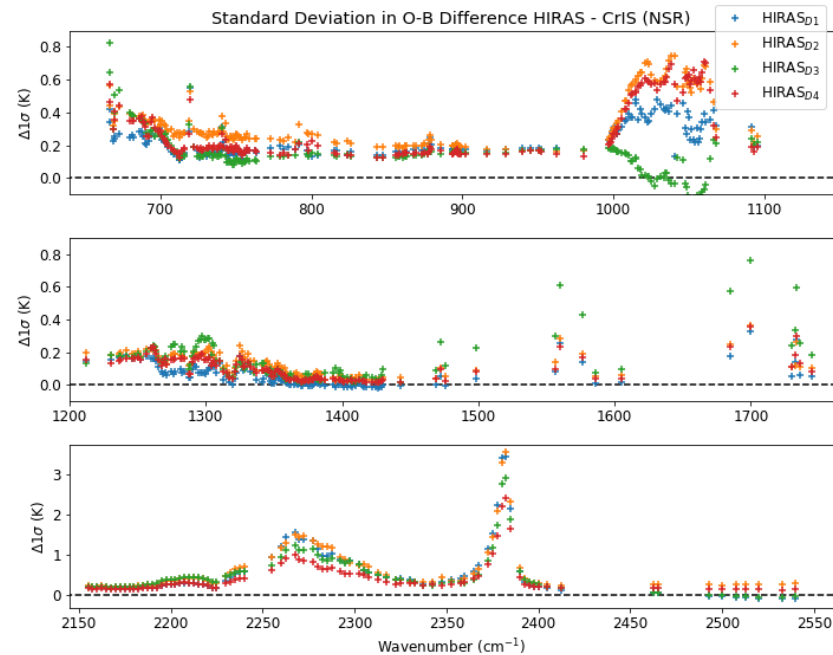 Standard Deviation in O-B Difference HIRAS - CrIS (NSR)
HIRAS_D1
HIRAS_D2
HIRAS_D3
HIRAS_D4
0.8
0.6
0.4
0.2
0.0
Δ1σ (K)
700 800 900 1000 1100
0.8
0.6
0.4
0.2
0.0
Δ1σ (K)
1200 1300 1400 1500 1600 1700
3
2
1
0
Δ1σ (K)
2150 2200 2250 2300 2350 2400 2450 2500 2550
Wavenumber (cm⁻¹)